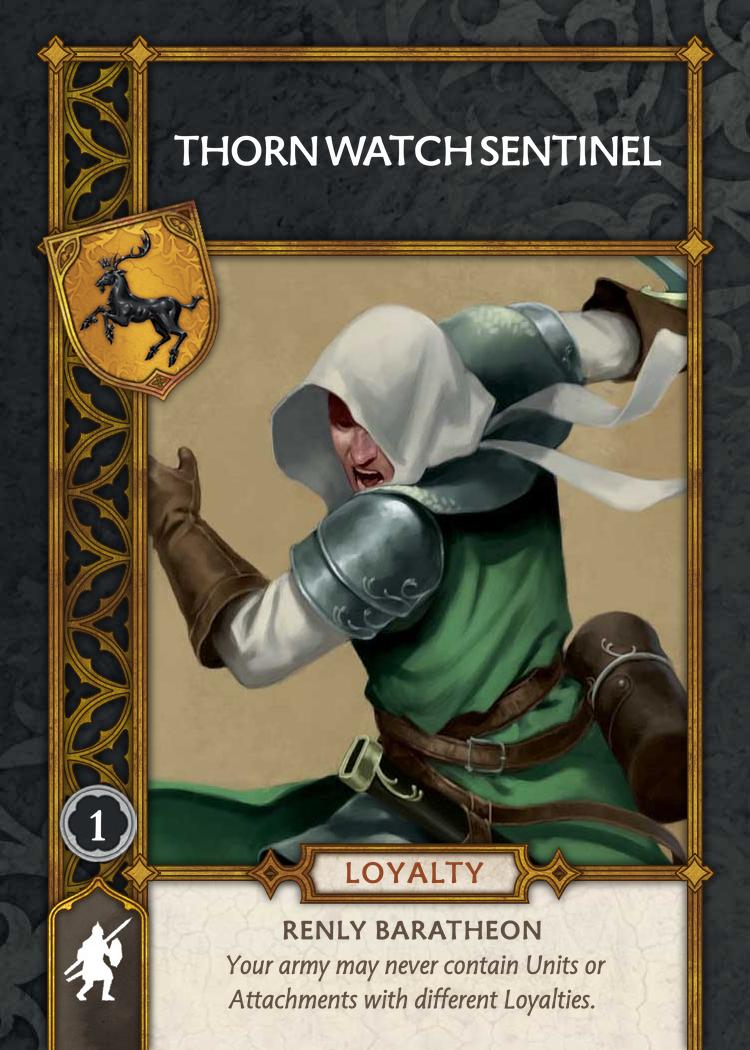 THORN WATCH SENTINEL
1
LOYALTY
RENLY BARATHEON
Your army may never contain Units or
Attachments with different Loyalties.